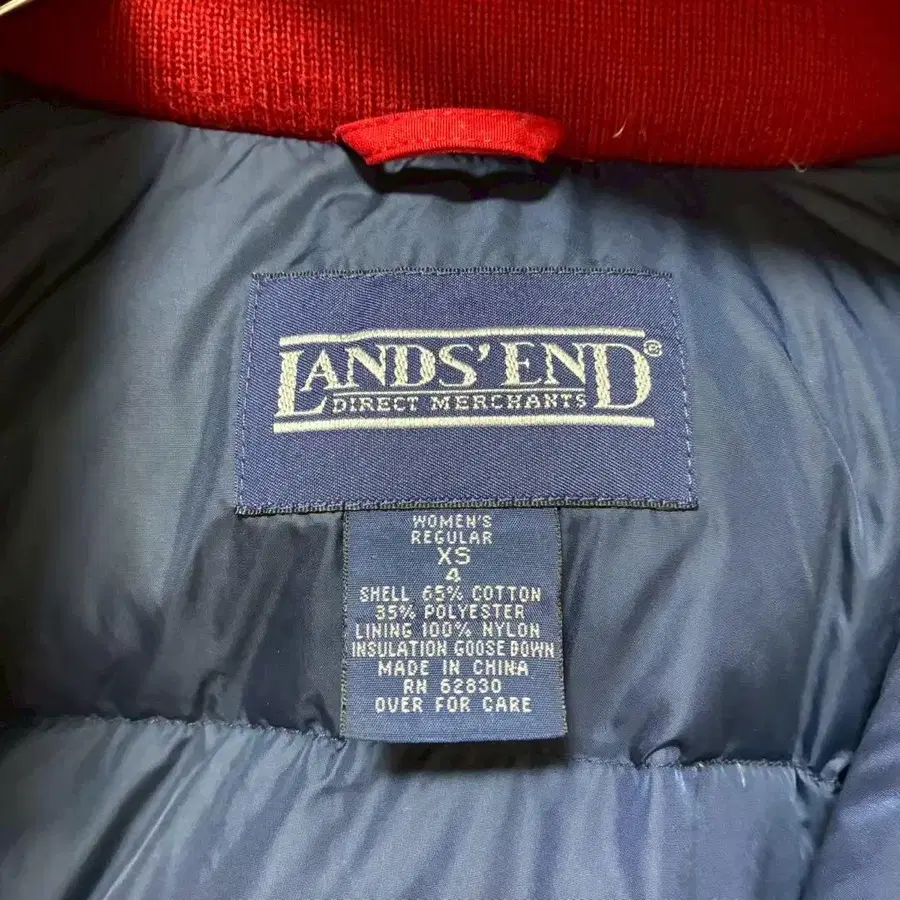 LANDS' END®
DIRECT MERCHANTS
WOMEN'S
REGULAR
XS
4
SHELL 65% COTTON
35% POLYESTER
LINING 100% NYLON
INSULATION GOOSE DOWN
MADE IN CHINA
RN 62830
OVER FOR CARE